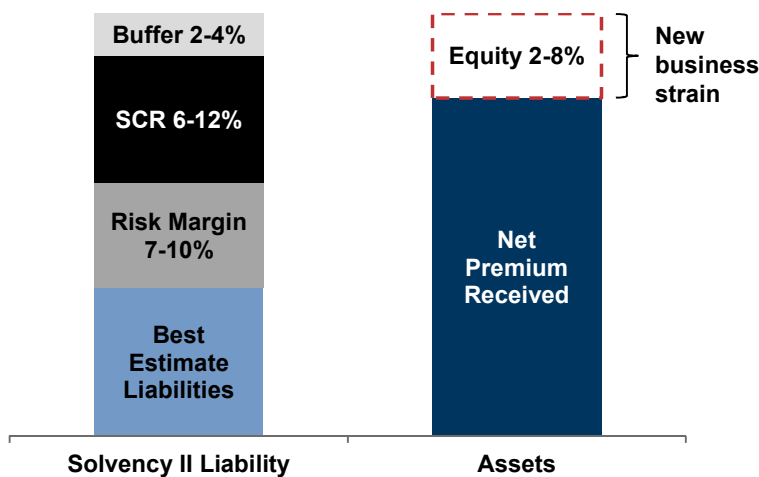 Buffer 2-4%
SCR 6-12%
Risk Margin
7-10%
Best
Estimate
Liabilities
Solvency II Liability
Equity 2-8%
New
business
strain
Net
Premium
Received
Assets